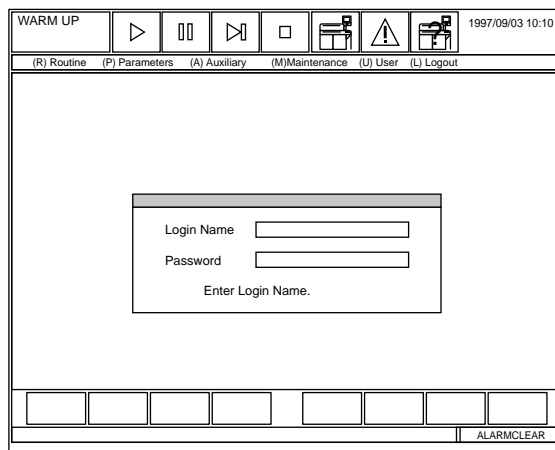 WARM UP
1997/09/03 10:10
(R) Routine (P) Parameters (A) Auxiliary (M)Maintenance (U) User (L) Logout
Login Name
Password
Enter Login Name.
ALARMCLEAR